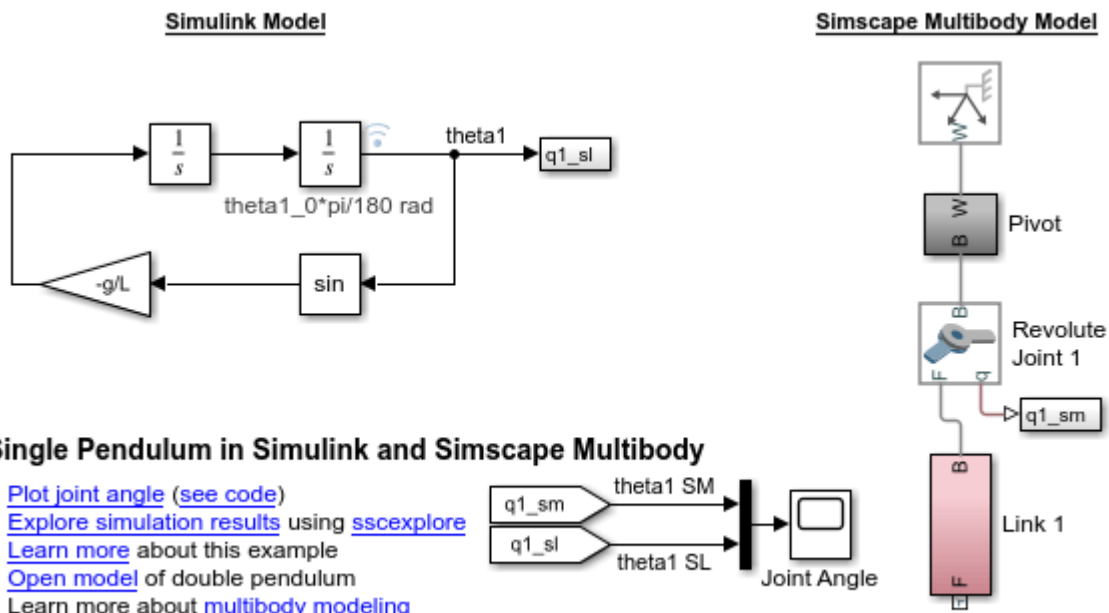 Simulink Model
Simscape Multibody Model
W
1
s
1
s
theta1
q1_sl
theta1_0*pi/180 rad
W
B
Pivot
-g/L
sin
B
F
q
Revolute
Joint 1
q1_sm
Single Pendulum in Simulink and Simscape Multibody
Plot joint angle (see code)
Explore simulation results using sscexplore
Learn more about this example
Open model of double pendulum
Learn more about multibody modeling
q1_sm
theta1 SM
q1_sl
theta1 SL
Joint Angle
B
F
Link 1